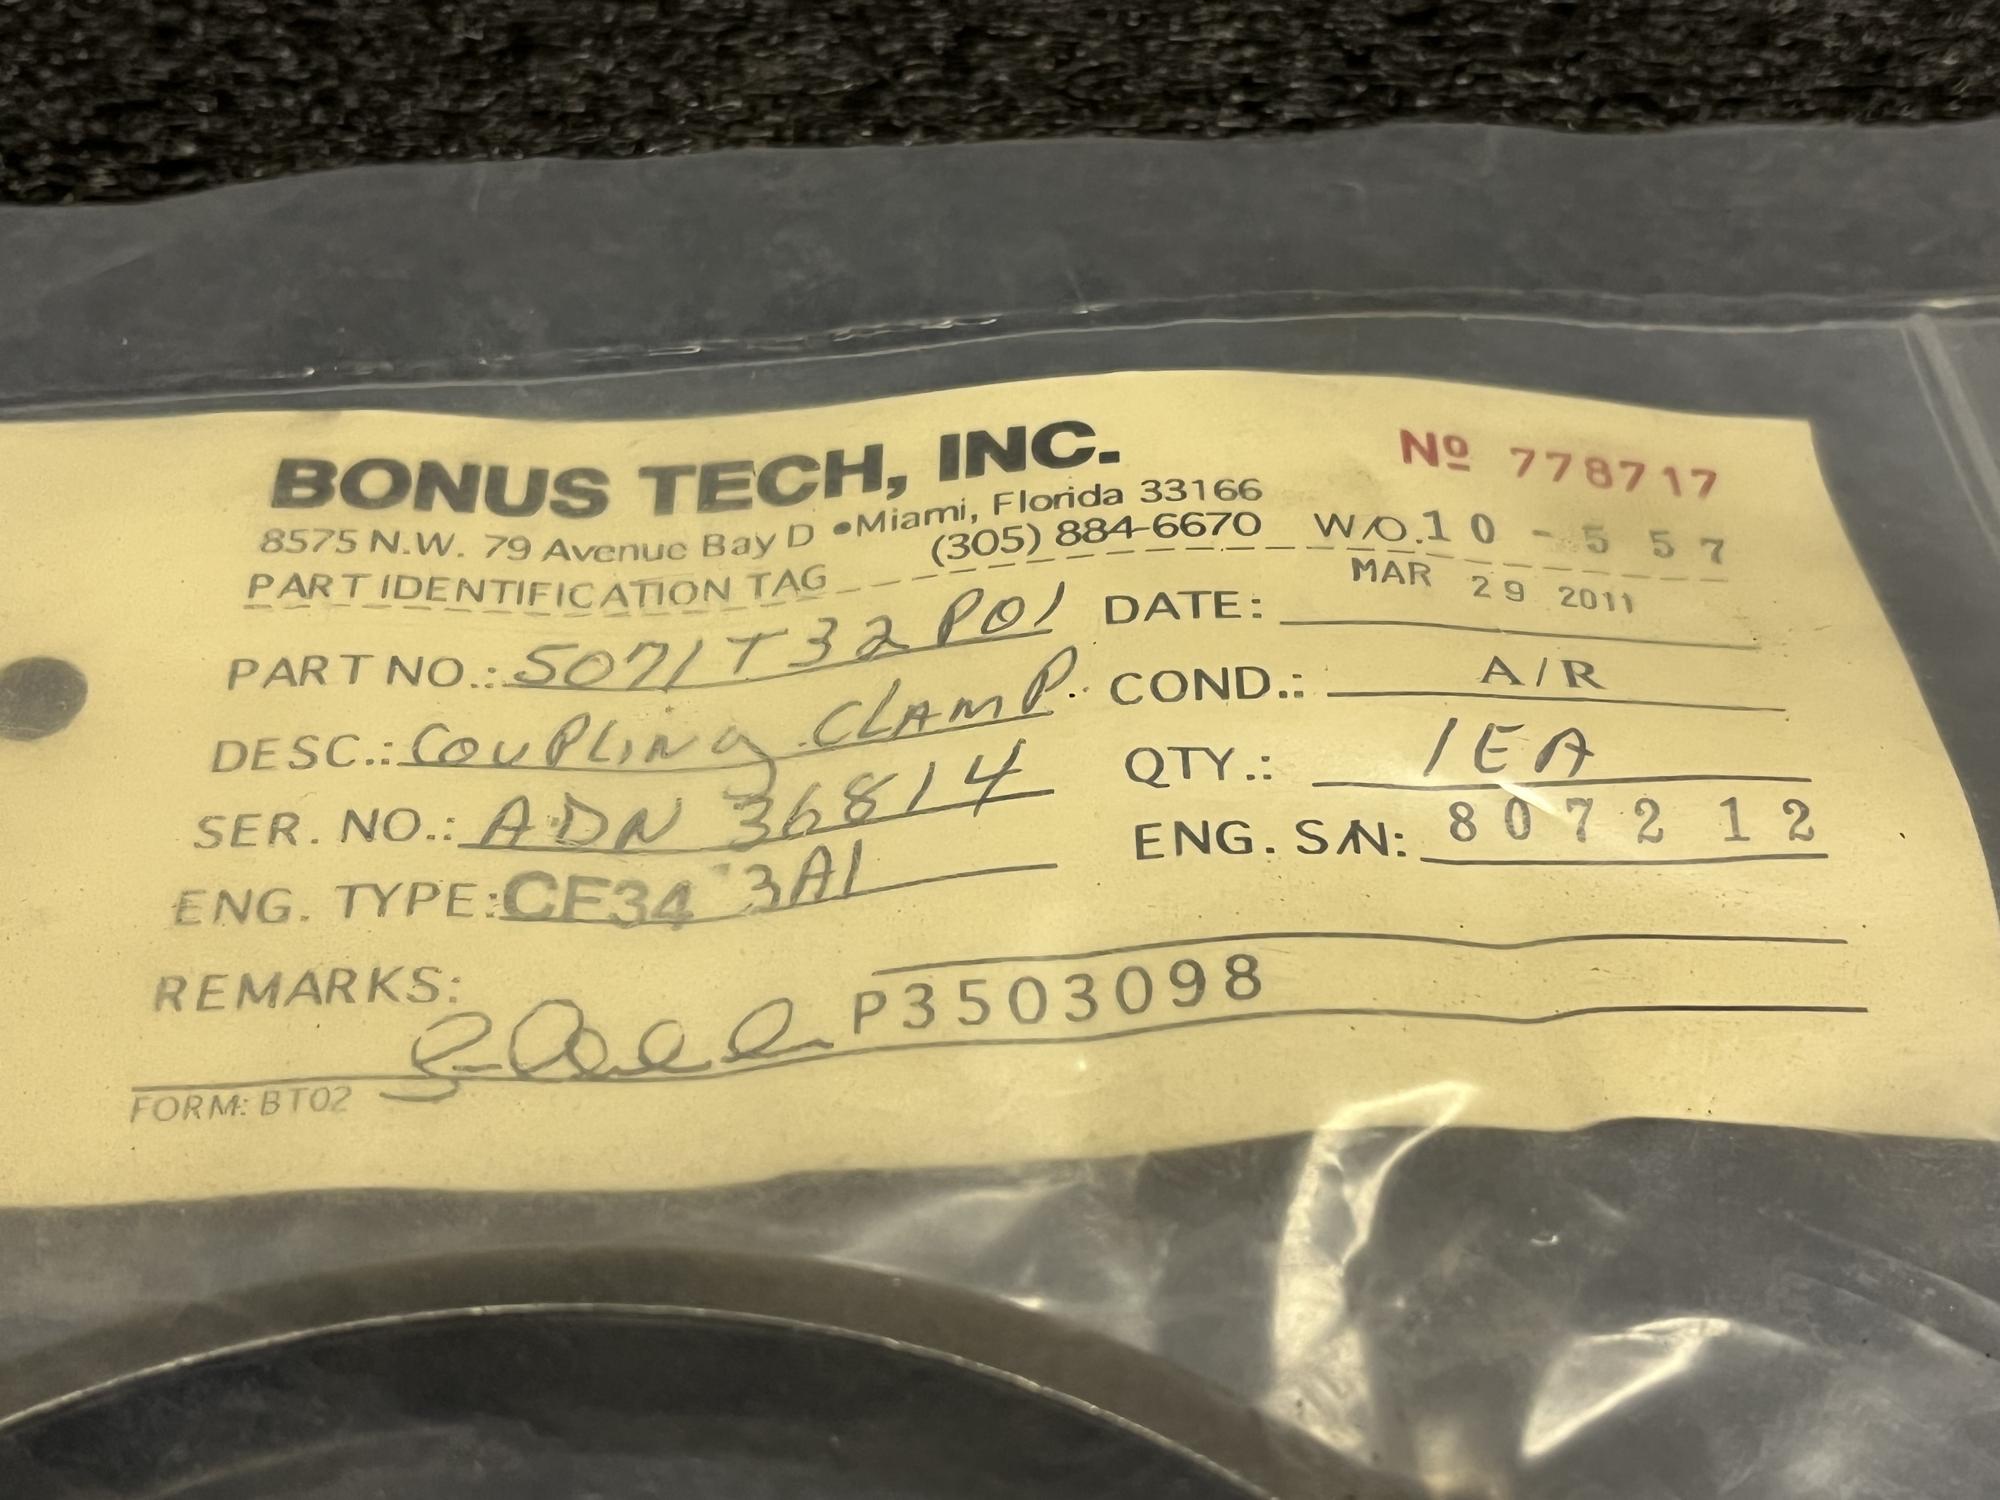 BONUS TECH, INC.
Nº 778717
8575 N.W. 79 Avenue Bay D •Miami, Florida 33166
(305) 884-6670
W/O.10-557
PART IDENTIFICATION TAG
PART NO.: 5071T32P01
DATE: MAR 29 2011
DESC.: COUPLING CLAMP.
COND.: A/R
SER. NO.: ADN 36814
QTY.: 1EA
ENG. TYPE: CF34 3A1
ENG. S/N: 807212
REMARKS:
P3503098
FORM: BT02